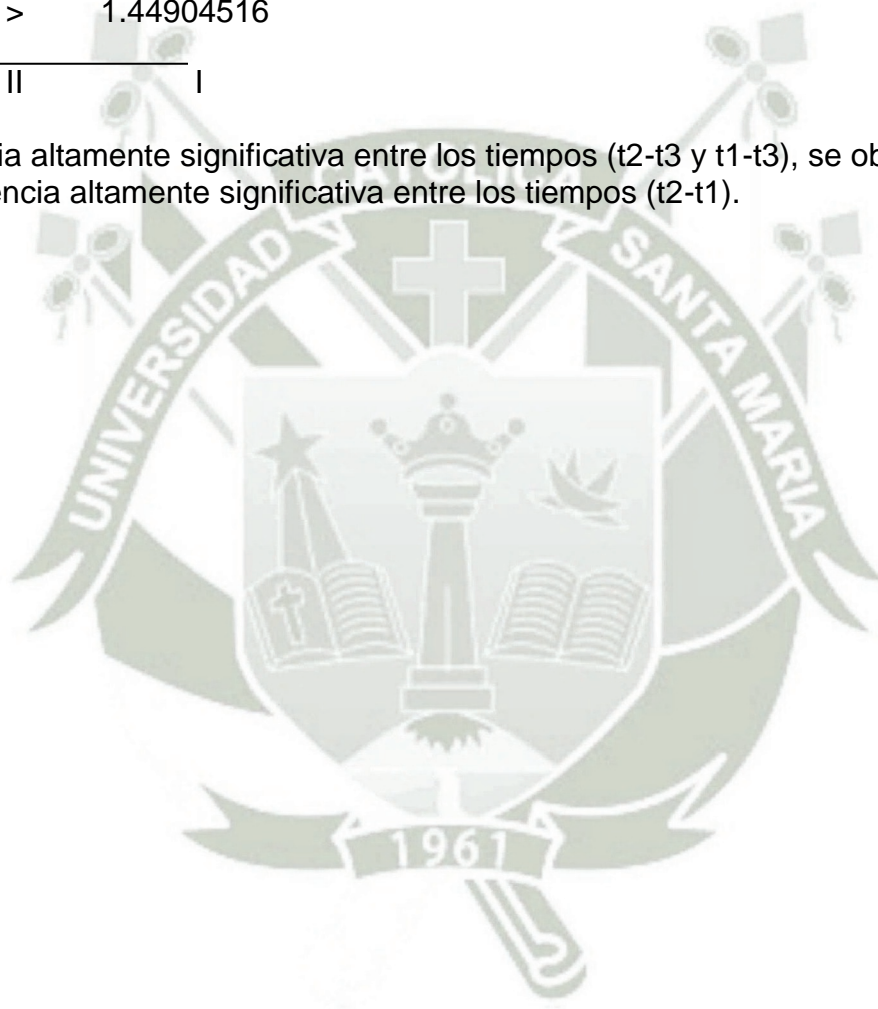 > 1.44904516
II I
ia altamente significativa entre los tiempos (t2-t3 y t1-t3), se ob
encia altamente significativa entre los tiempos (t2-t1).
UNIVERSIDAD CATOLICA SANTA MARIA
1961